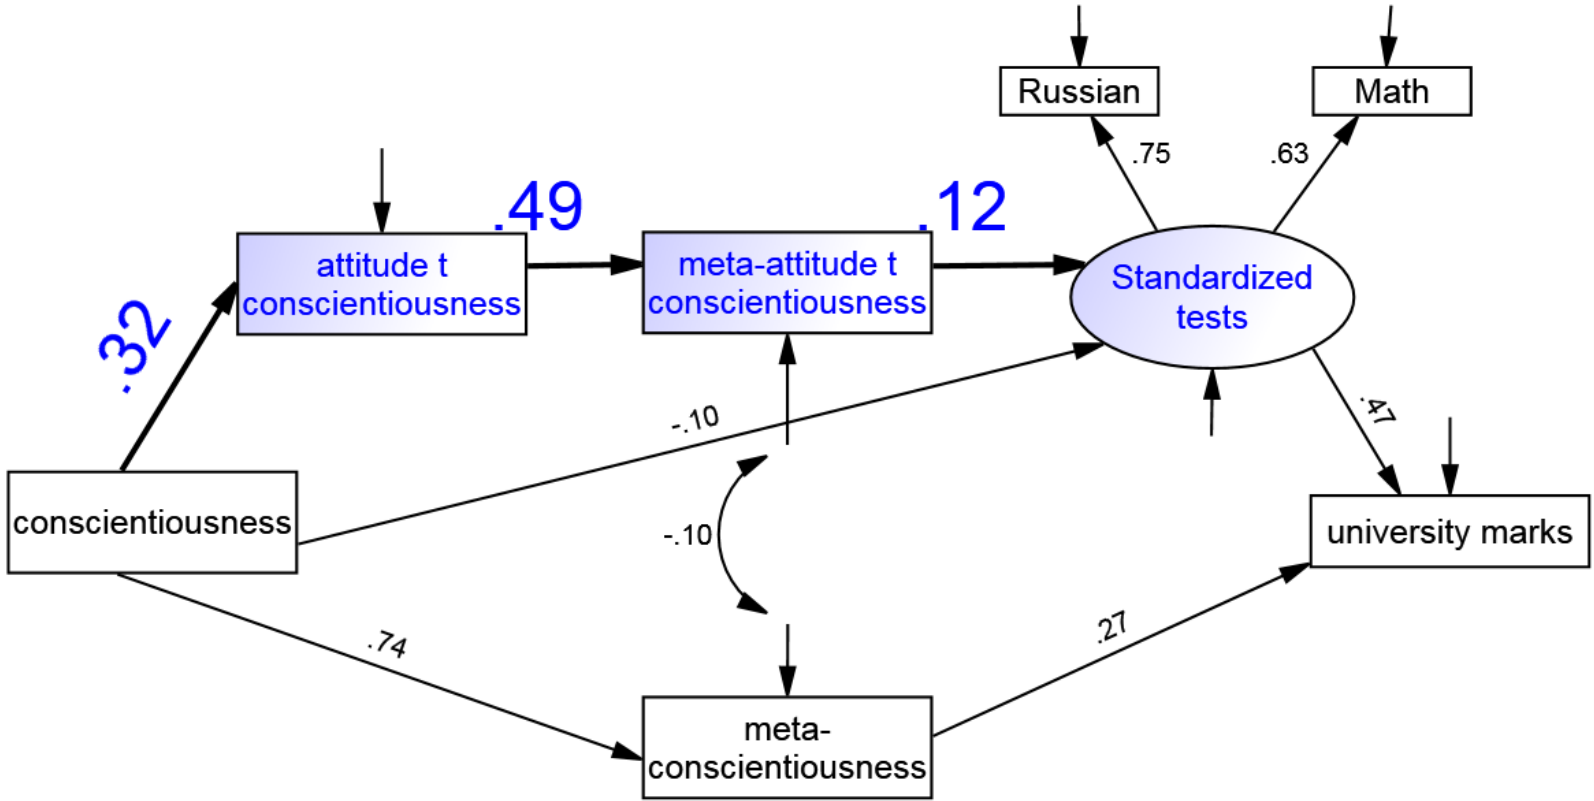 Russian
Math
.75
.63
.49
.12
attitude t
conscientiousness
meta-attitude t
conscientiousness
Standardized
tests
.32
-.10
.47
conscientiousness
-.10
university marks
.74
.27
meta-
conscientiousness